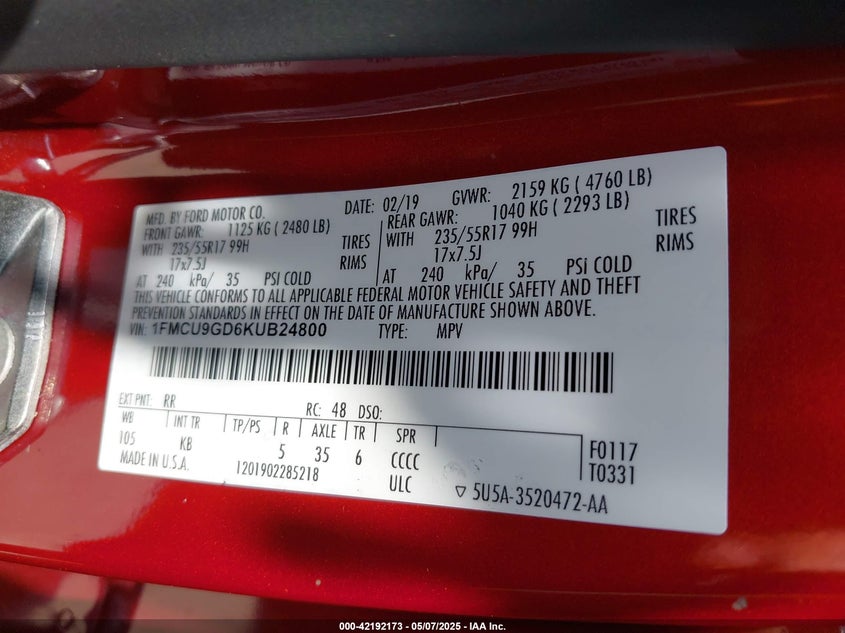 MFD. BY FORD MOTOR CO. DATE: 02/19 GVWR: 2159 KG ( 4760 LB)
FRONT GAWR: 1125 KG ( 2480 LB) REAR GAWR: 1040 KG ( 2293 LB)
WITH 235/55R17 99H TIRES WITH 235/55R17 99H TIRES
17x7.5J RIMS 17x7.5J RIMS
AT 240 kPa/ 35 PSI COLD AT 240 kPa/ 35 PSi COLD
THIS VEHICLE CONFORMS TO ALL APPLICABLE FEDERAL MOTOR VEHICLE SAFETY AND THEFT
PREVENTION STANDARDS IN EFFECT ON THE DATE OF MANUFACTURE SHOWN ABOVE.
VIN: 1FMCU9GD6KUB24800 TYPE: MPV
EXT PNT: RR RC: 48 DSO:
WB INT TR TP/PS R AXLE TR SPR
105 KB 5 35 6 CCCC F0117
MADE IN U.S.A. 1201902285218 ULC T0331
5U5A-3520472-AA
000-42192173 — 05/07/2025 — IAA Inc.